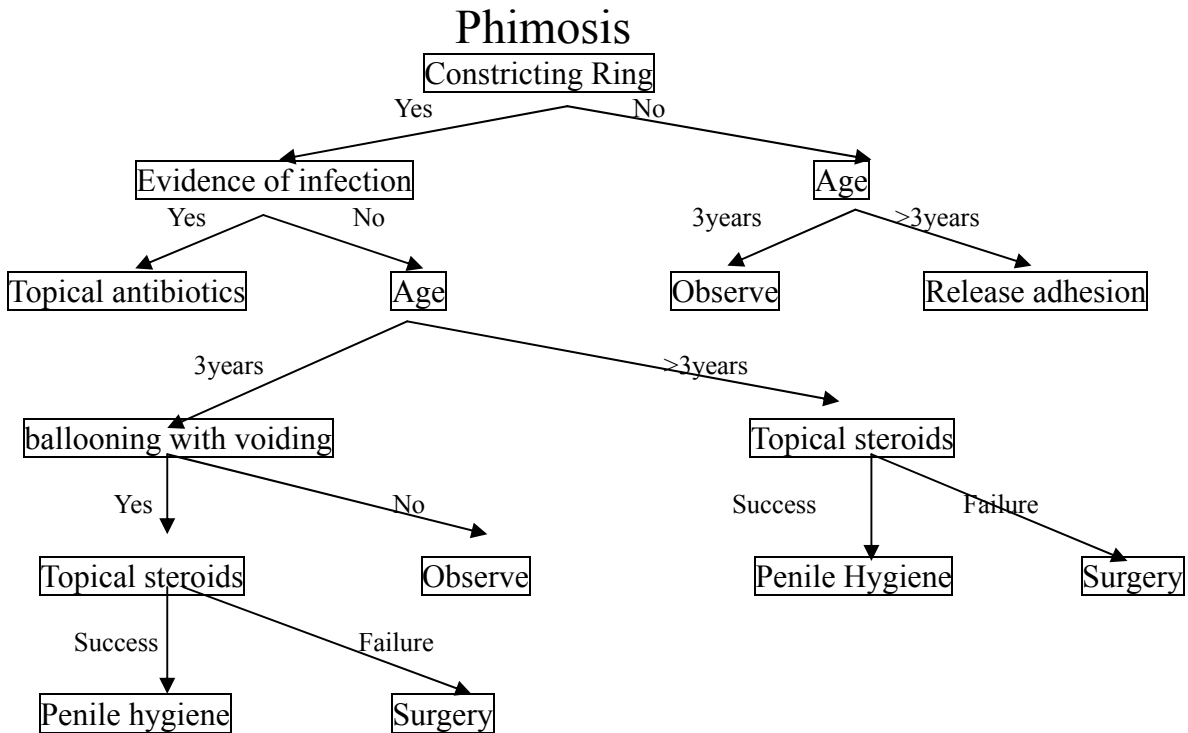 Phimosis
Constricting Ring
Yes No
Evidence of infection Age
Yes No 3years >3years
Topical antibiotics Age Observe Release adhesion
3years >3years
ballooning with voiding Topical steroids
Yes No Success Failure
Topical steroids Observe Penile Hygiene Surgery
Success Failure
Penile hygiene Surgery